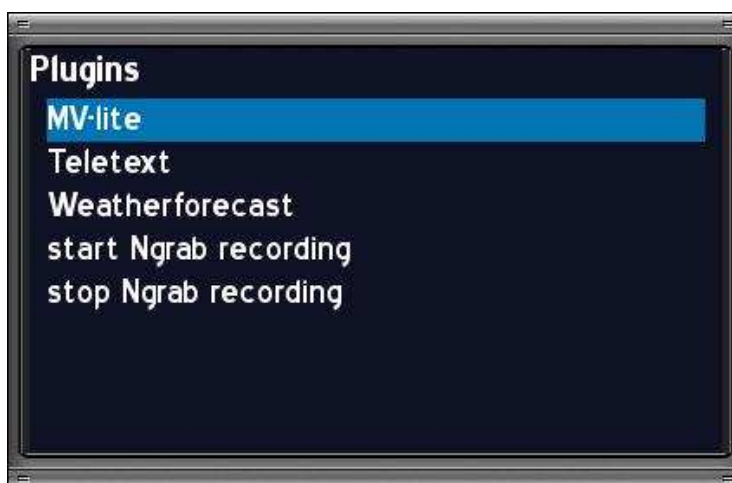 Plugins
MV-lite
Teletext
Weatherforecast
start Ngrab recording
stop Ngrab recording